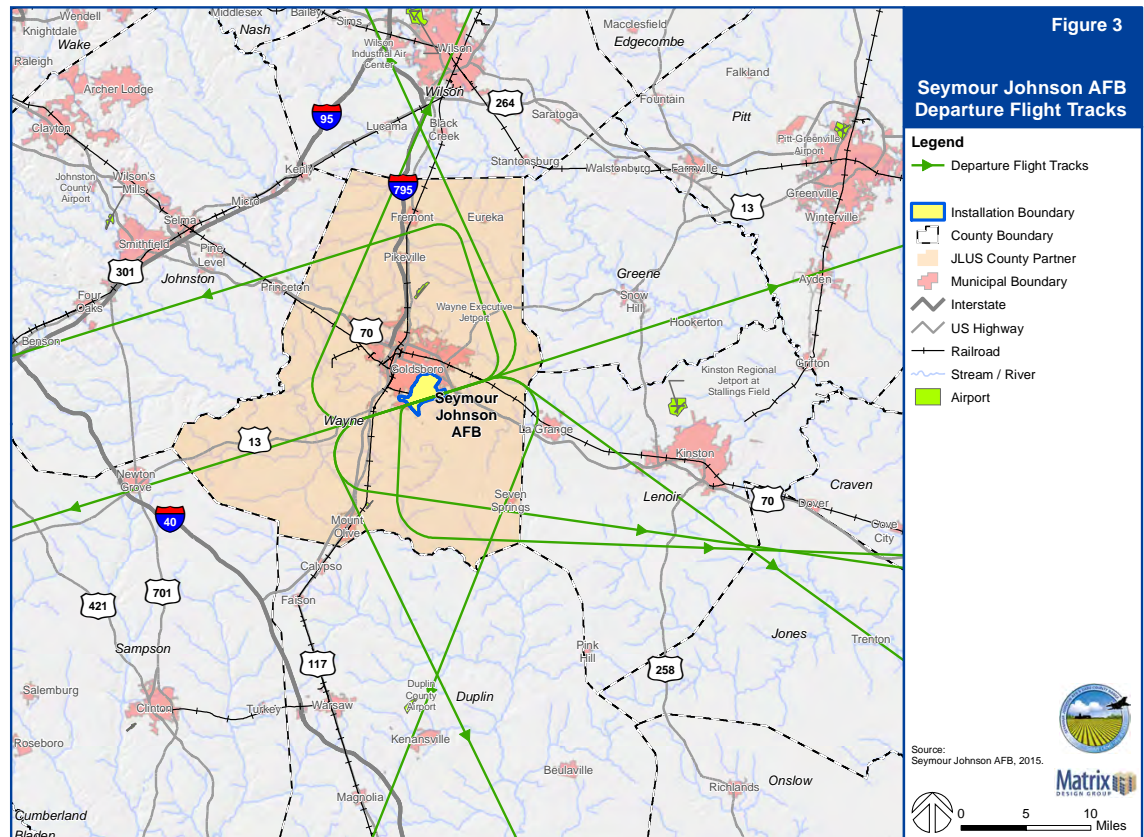 Figure 3
Seymour Johnson AFB
Departure Flight Tracks
Legend
Departure Flight Tracks
Installation Boundary
County Boundary
JLUS County Partner
Municipal Boundary
Interstate
US Highway
Railroad
Stream / River
Airport
Source:
Seymour Johnson AFB, 2015.
Matrix
DESIGN GROUP
0 5 10
Miles
Middlesex
Bailey
Sims
Macclesfield
Wendell
Knightdale
Nash
Edgecombe
Wake
Wilson
Industrial Air
Center
Wilson
Raleigh
Falkland
Archer Lodge
Wilson
264
Fountain
95
Saratoga
Pitt
Clayton
Lucama
Black
Creek
Pitt-Greenville
Airport
Stantonsburg
Walstonburg
Farmville
Kenly
Johnston
County
Airport
Wilson's
Mills
795
Greenville
Micro
13
Selma
Fremont
Eureka
Winterville
Smithfield
Pine
Level
Pikeville
301
Johnston
Greene
Princeton
Ayden
Four
Oaks
Snow
Hill
Wayne Executive
Jetport
Hookerton
70
Benson
Grifton
Goldsboro
Kinston Regional
Jetport at
Stallings Field
Seymour
Johnson
AFB
Wayne
La Grange
13
Kinston
Newton
Grove
Craven
Seven
Springs
Lenoir
70
Dover
40
Mount
Olive
Cove
City
Calypso
701
421
Faison
Jones
Trenton
Sampson
Pink
Hill
117
258
Salemburg
Duplin
County
Airport
Duplin
Clinton
Turkey
Warsaw
Roseboro
Kenansville
Beulaville
Onslow
Magnolia
Richlands
Cumberland
Bladen